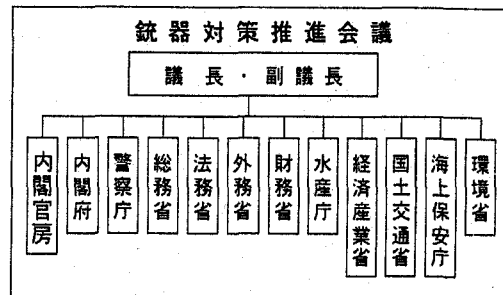 銃器対策推進会議
議長・副議長
内閣官房
内閣府
警察庁
総務省
法務省
外務省
財務省
水産庁
経済産業省
国土交通省
海上保安庁
環境省